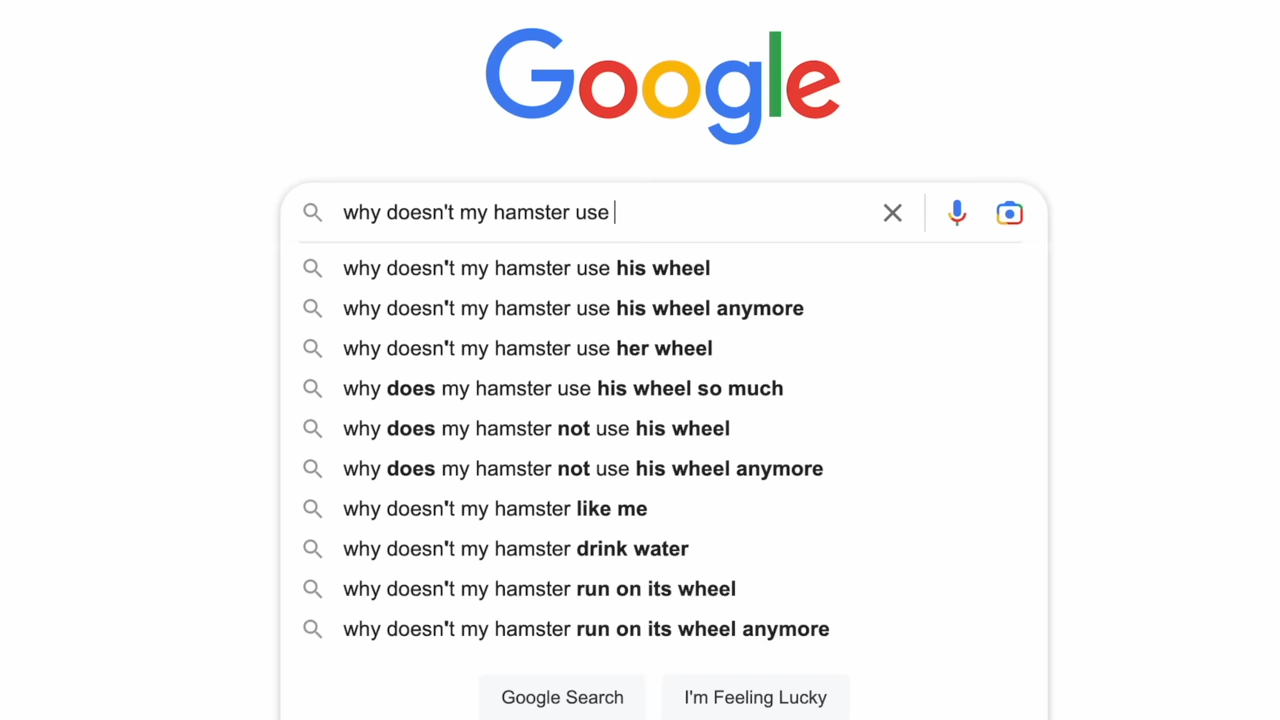 Google
why doesn't my hamster use
why doesn't my hamster use his wheel
why doesn't my hamster use his wheel anymore
why doesn't my hamster use her wheel
why does my hamster use his wheel so much
why does my hamster not use his wheel
why does my hamster not use his wheel anymore
why doesn't my hamster like me
why doesn't my hamster drink water
why doesn't my hamster run on its wheel
why doesn't my hamster run on its wheel anymore
Google Search I'm Feeling Lucky